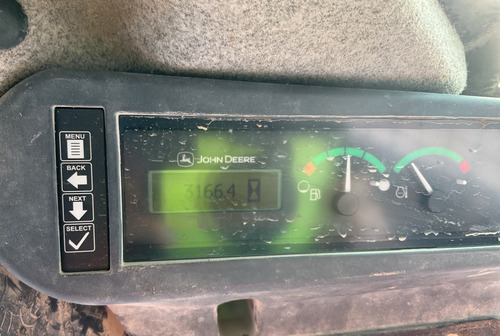 MENU
BACK
NEXT
SELECT
JOHN DEERE
3166.4